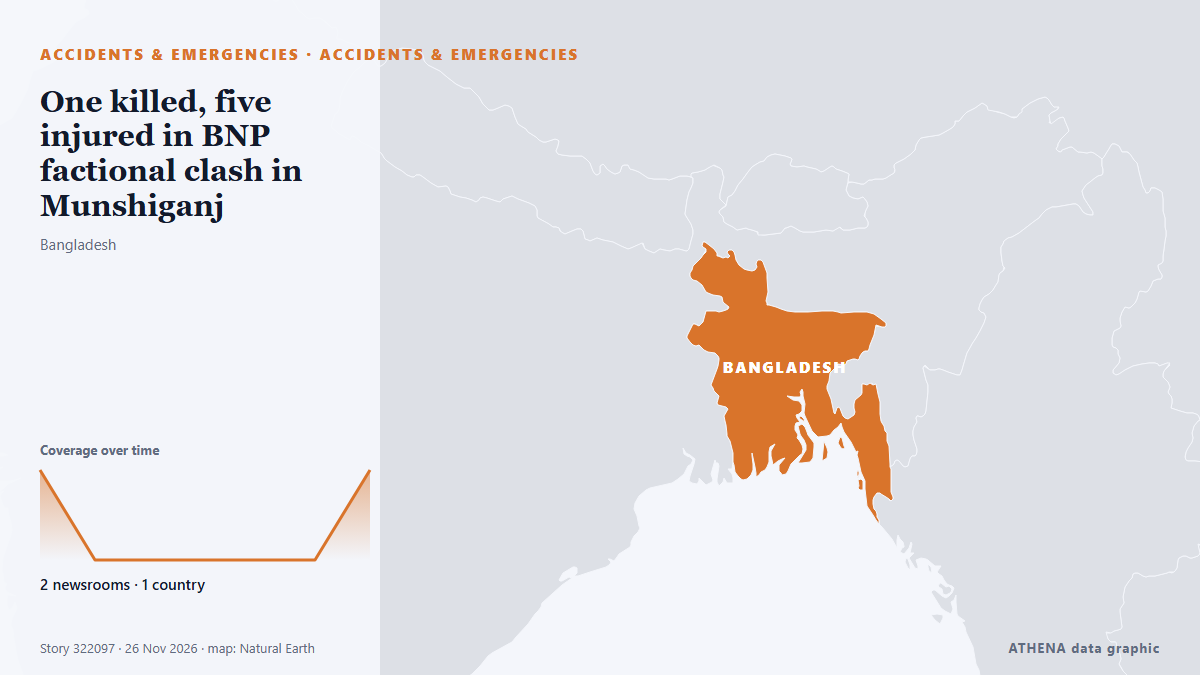 ACCIDENTS & EMERGENCIES · ACCIDENTS & EMERGENCIES
One killed, five
injured in BNP
factional clash in
Munshiganj
Bangladesh
BANGLADESH
Coverage over time
2 newsrooms · 1 country
Story 322097 · 26 Nov 2026 · map: Natural Earth
ATHENA data graphic